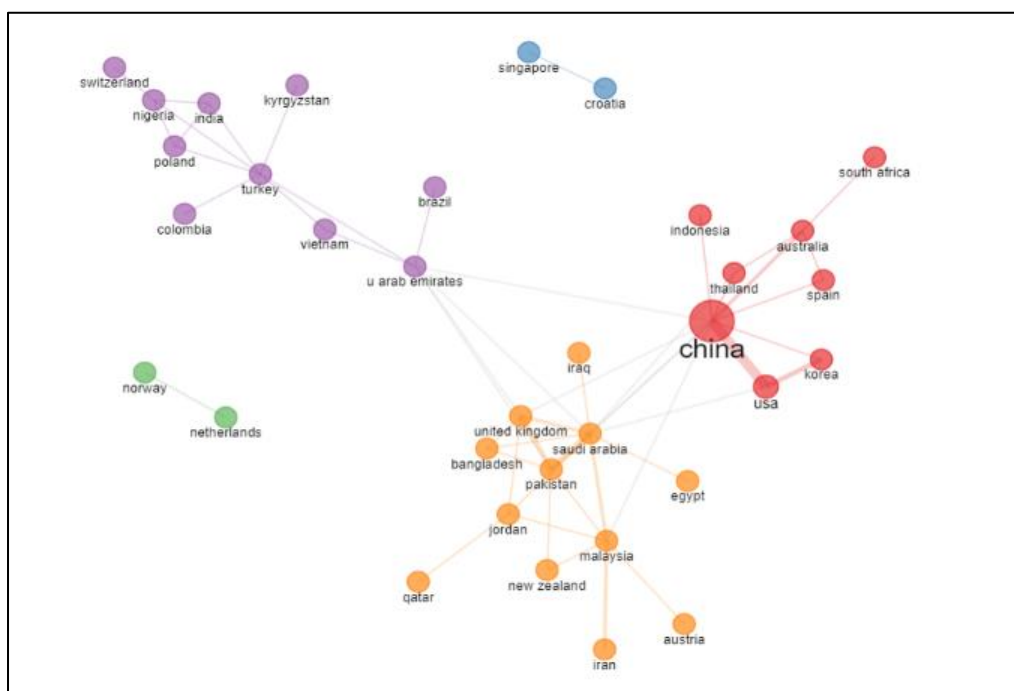 singapore
switzerland
croatia
kyrgyzstan
nigeria
india
poland
south africa
turkey
brazil
colombia
indonesia
vietnam
australia
u arab emirates
thailand
spain
china
iraq
korea
norway
usa
netherlands
united kingdom
saudi arabia
bangladesh
pakistan
egypt
jordan
malaysia
qatar
new zealand
austria
iran